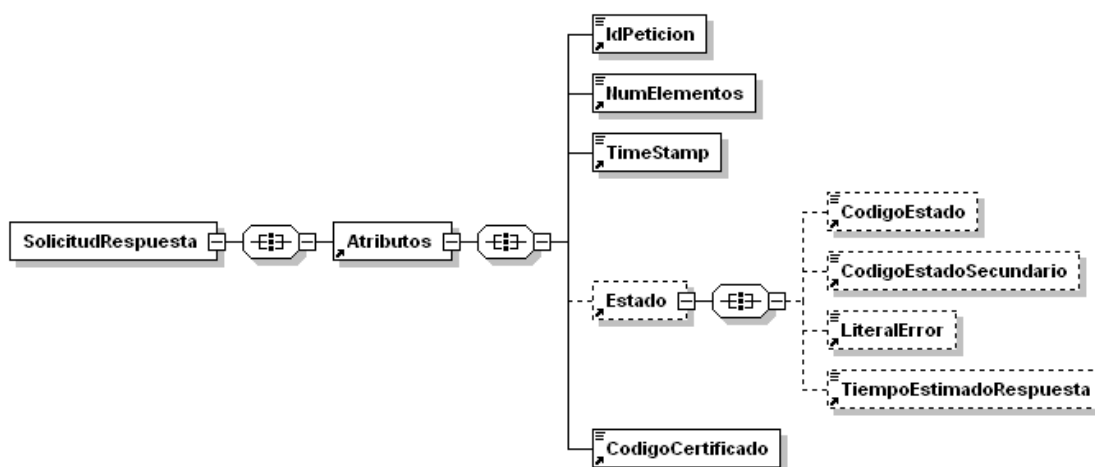 IdPeticion
NumElementos
TimeStamp
SolicitudRespuesta
Atributos
Estado
CodigoEstado
CodigoEstadoSecundario
LiteralError
TiempoEstimadoRespuesta
CodigoCertificado